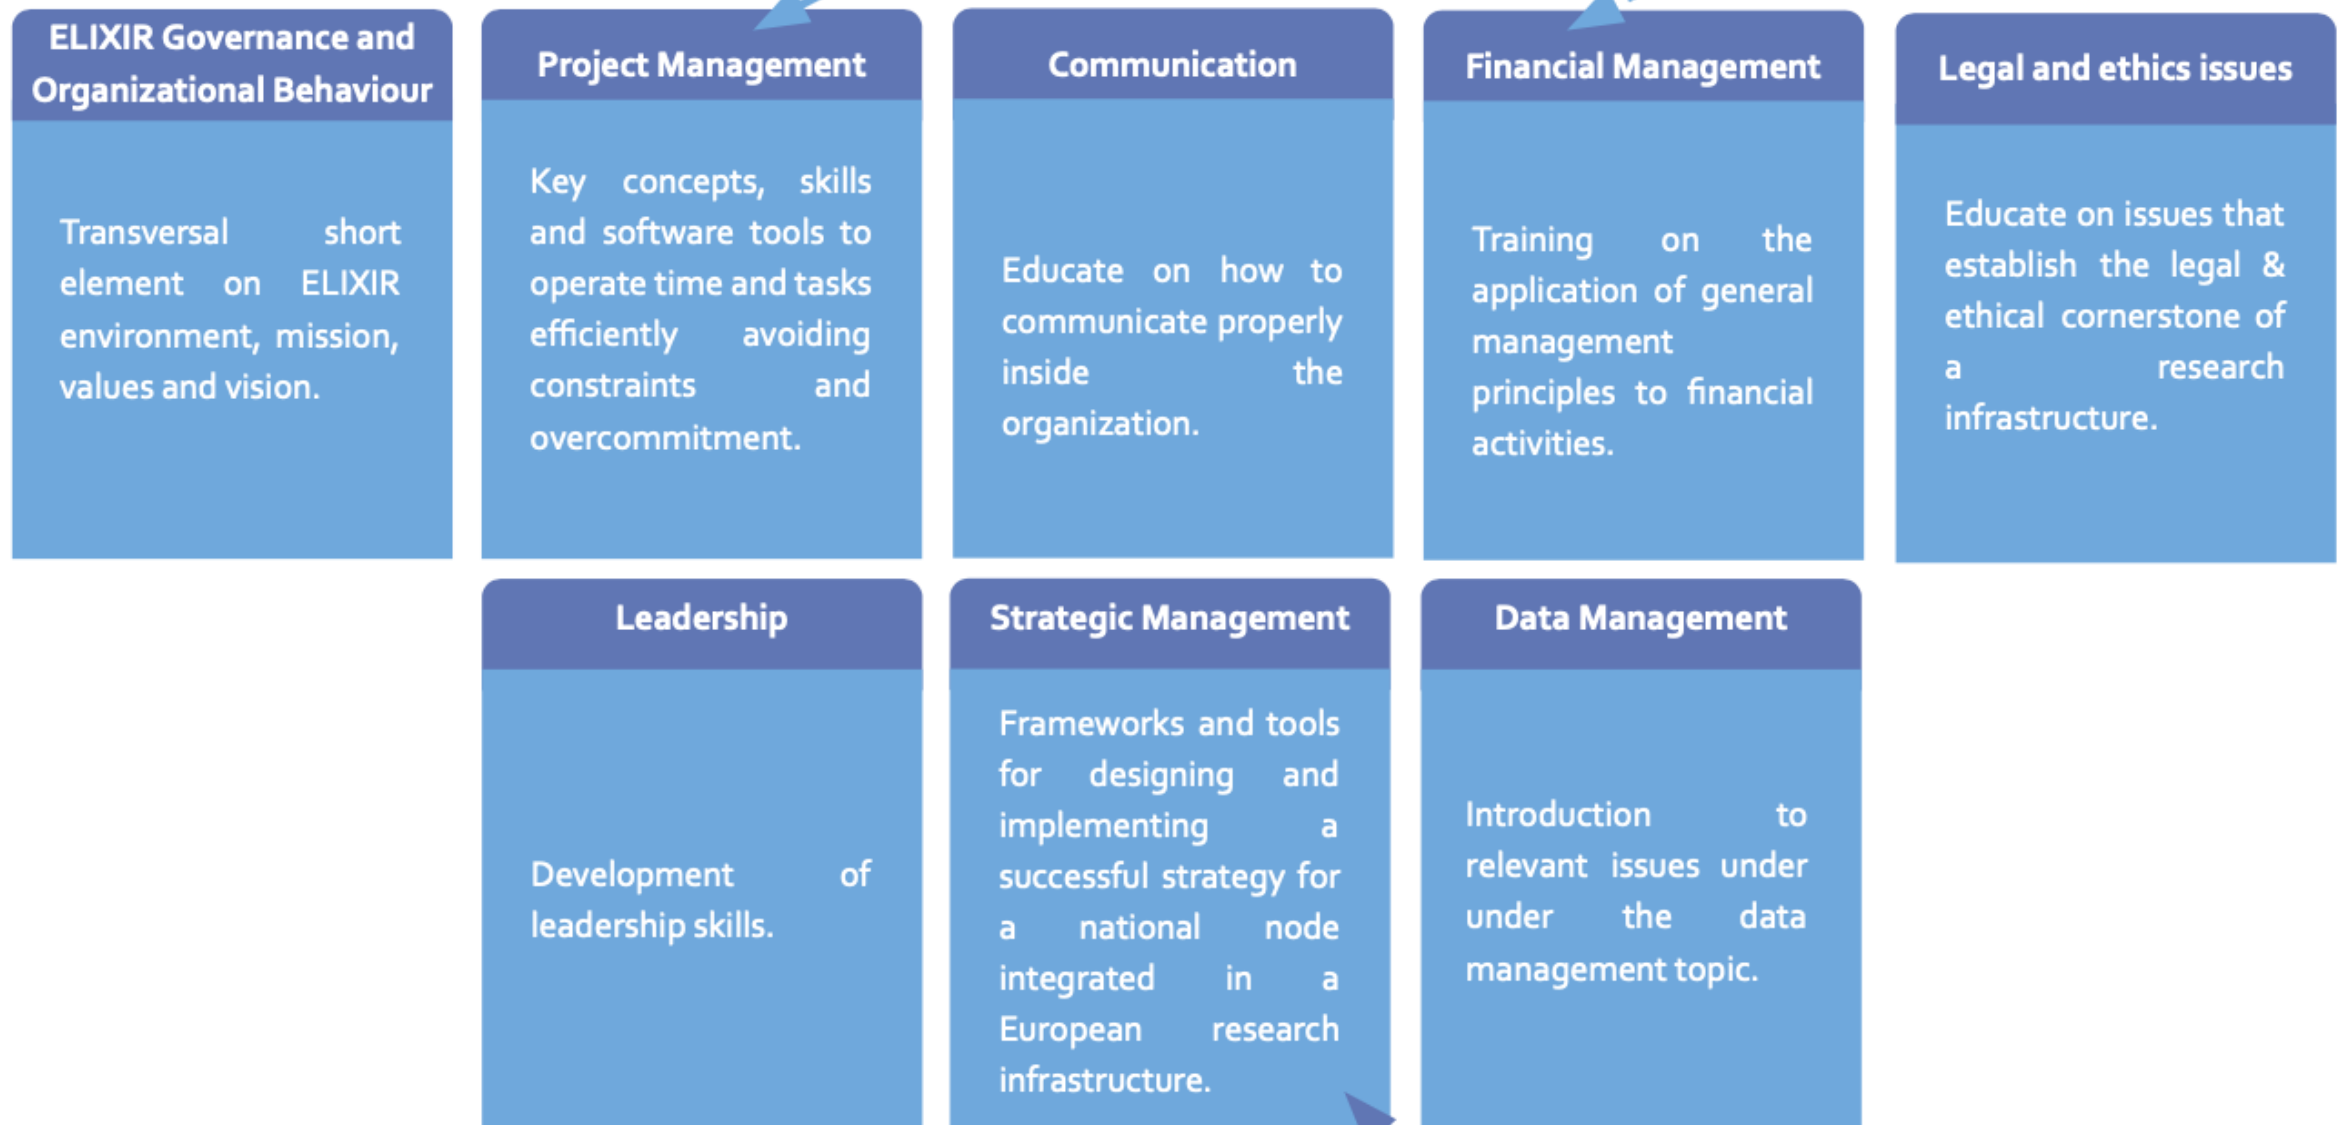 ELIXIR Governance and
Organizational Behaviour
Transversal short
element on ELIXIR
environment, mission,
values and vision.
Project Management
Key concepts, skills
and software tools to
operate time and tasks
efficiently avoiding
constraints and
overcommitment.
Communication
Educate on how to
communicate properly
inside the
organization.
Financial Management
Training on the
application of general
management
principles to financial
activities.
Legal and ethics issues
Educate on issues that
establish the legal &
ethical cornerstone of
a research
infrastructure.
Leadership
Development of
leadership skills.
Strategic Management
Frameworks and tools
for designing and
implementing a
successful strategy for
a national node
integrated in a
European research
infrastructure.
Data Management
Introduction to
relevant issues under
under the data
management topic.